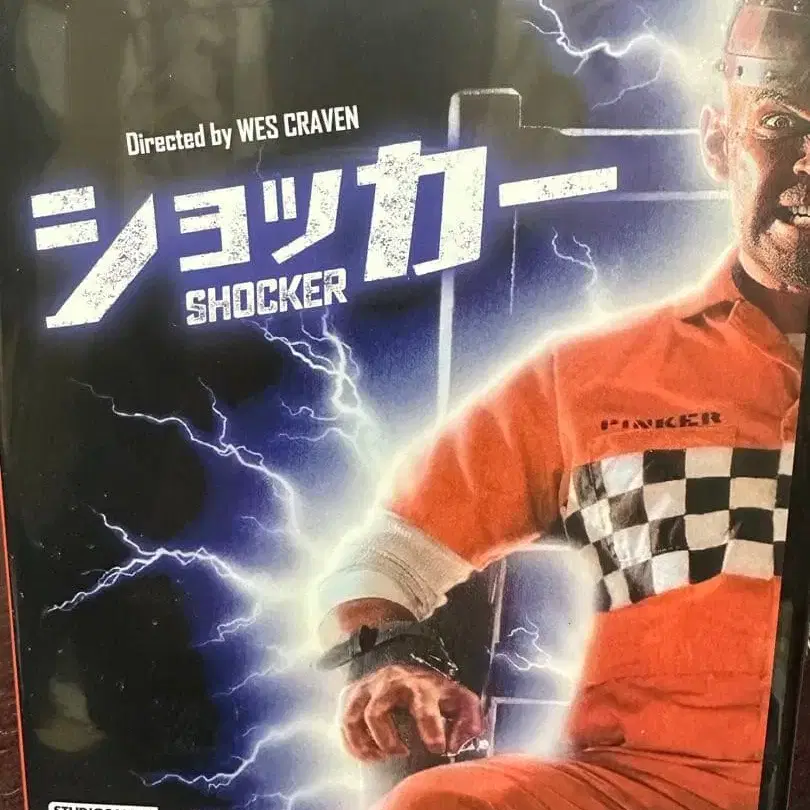 Directed by WES CRAVEN
ショッカー
SHOCKER
PINKER